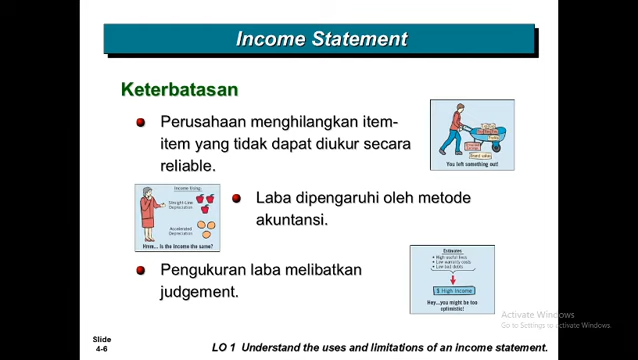 Income Statement
Keterbatasan
Perusahaan menghilangkan item-
item yang tidak dapat diukur secara
reliable.
You left something out!
Income Using:
Straight-Line
Depreciation
Accelerated
Depreciation
Hmm... Is the income the same?
Laba dipengaruhi oleh metode
akuntansi.
Pengukuran laba melibatkan
judgement.
Estimates
• High useful lives
• Low warranty costs
• Low bad debts
$ High Income
Hey...you might be too
optimistic!
Activate Windows
Go to Settings to activate Windows.
Slide
4-6
LO 1 Understand the uses and limitations of an income statement.